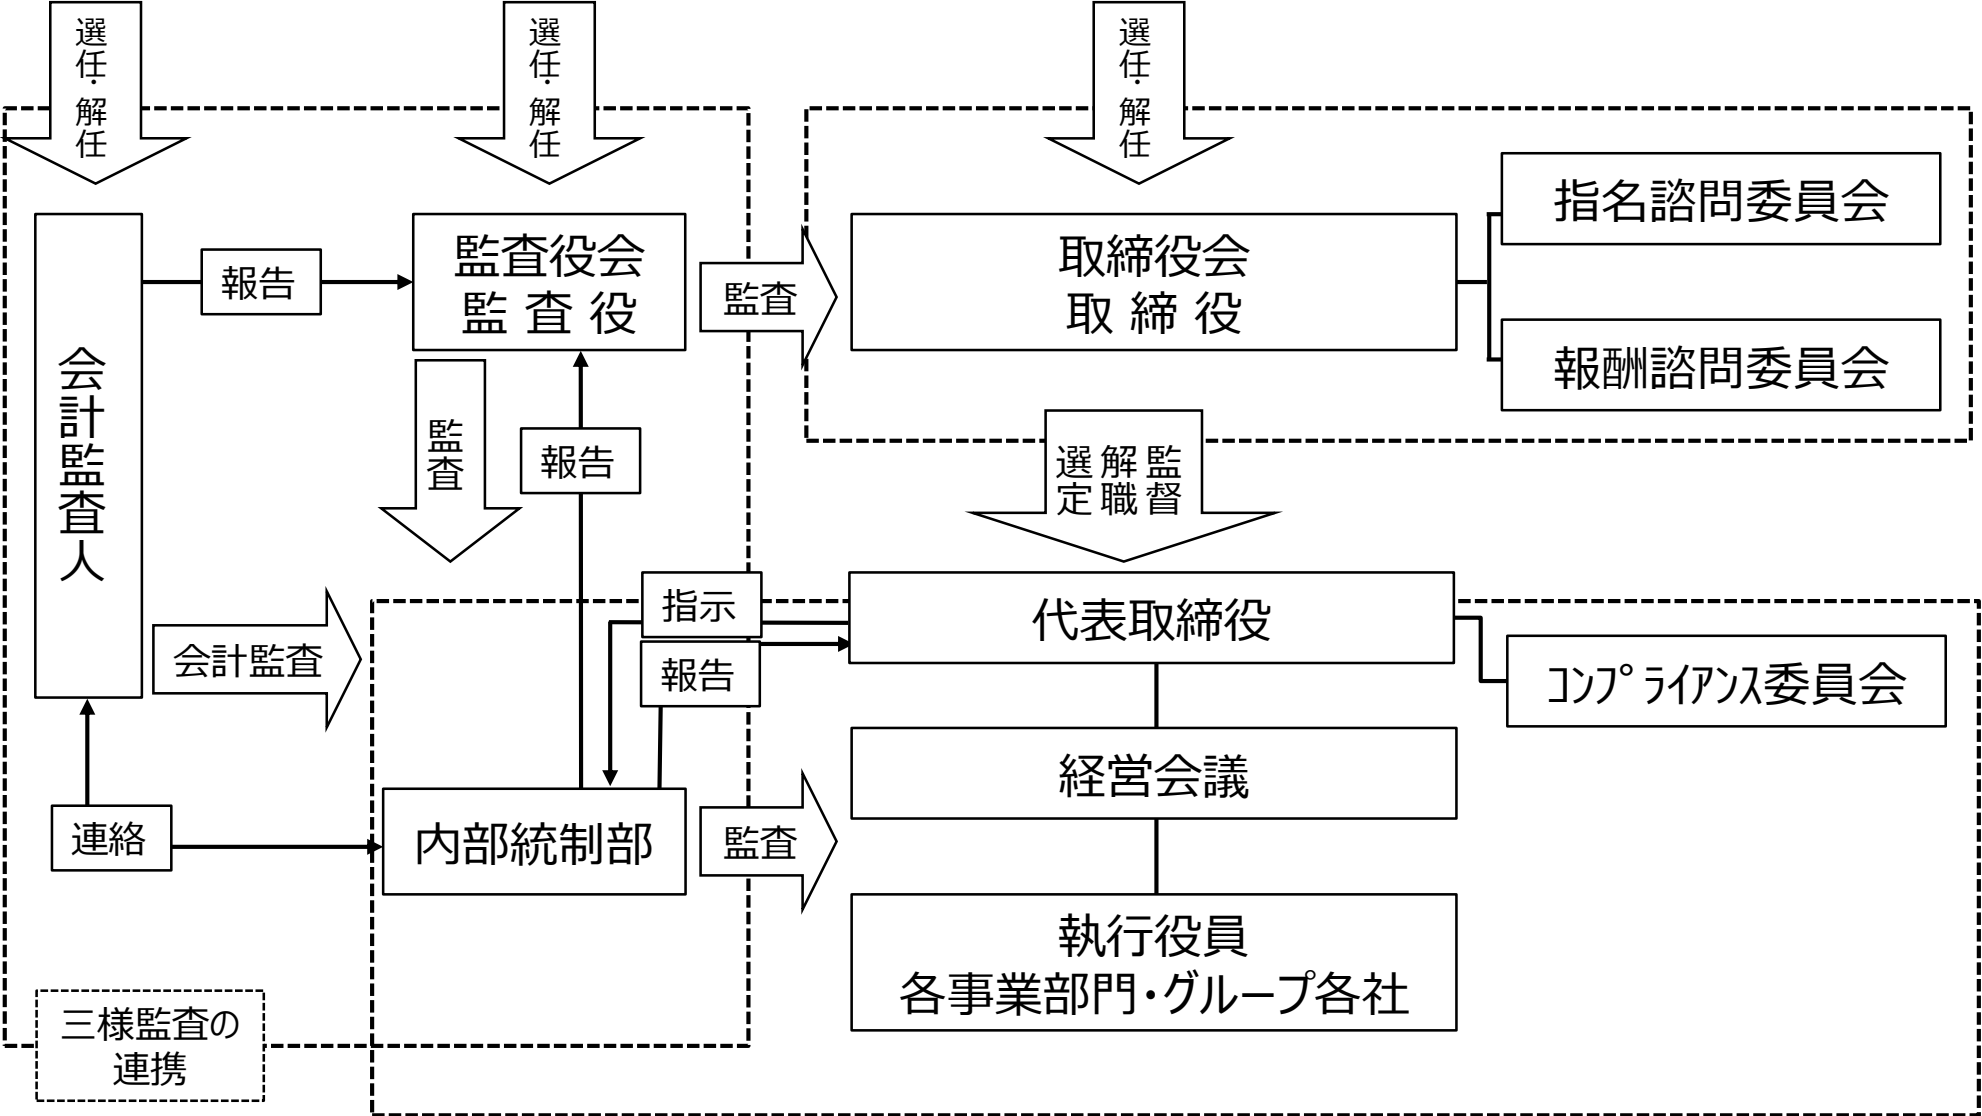 選任・解任
選任・解任
選任・解任
指名諮問委員会
会計監査人
報告
監査役会
監 査 役
監査
取締役会
取 締 役
報酬諮問委員会
監査
報告
選定
解職
監督
指示
報告
代表取締役
会計監査
ｺﾝﾌﾟﾗｲｱﾝｽ委員会
経営会議
連絡
内部統制部
監査
執行役員
各事業部門・グループ各社
三様監査の
連携